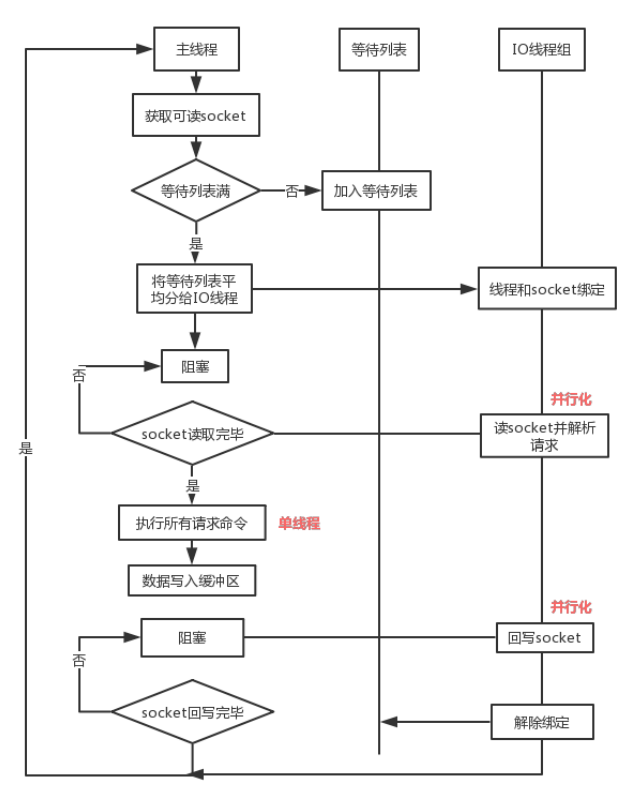 主线程
等待列表
IO线程组
获取可读socket
等待列表满
否
加入等待列表
是
将等待列表平
均分给IO线程
线程和socket绑定
阻塞
否
并行化
socket读取完毕
读socket并解析
请求
是
是
执行所有请求命令
单线程
数据写入缓冲区
并行化
阻塞
回写socket
否
socket回写完毕
解除绑定